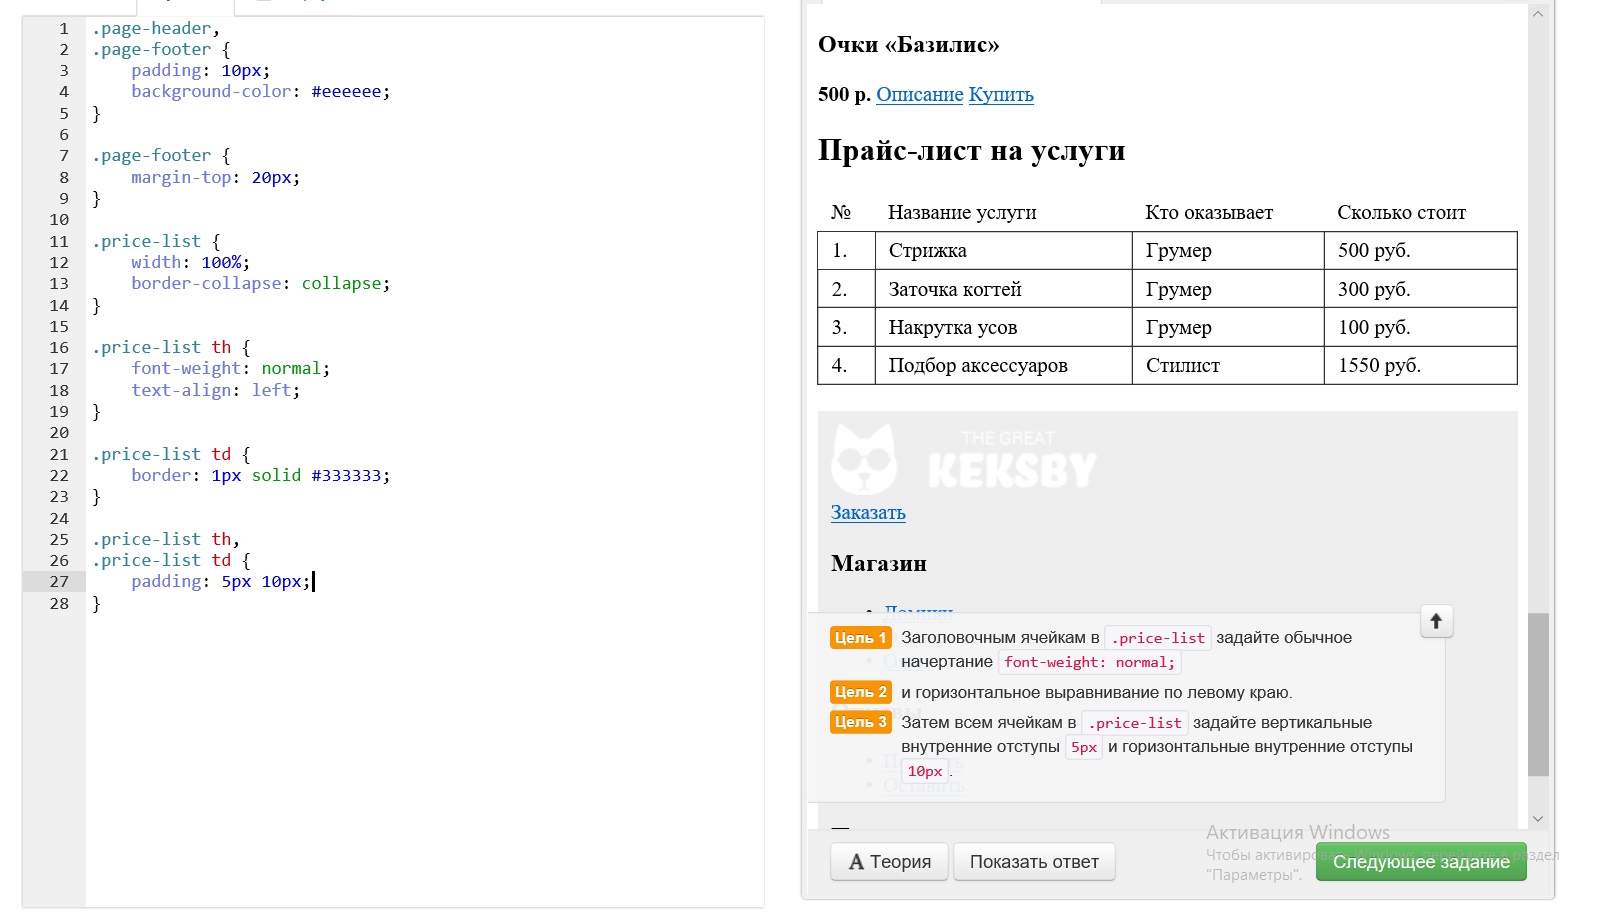 1 .page-header,
2 .page-footer {
3 padding: 10px;
4 background-color: #eeeeee;
5 }
6
7 .page-footer {
8 margin-top: 20px;
9 }
10
11 .price-list {
12 width: 100%;
13 border-collapse: collapse;
14 }
15
16 .price-list th {
17 font-weight: normal;
18 text-align: left;
19 }
20
21 .price-list td {
22 border: 1px solid #333333;
23 }
24
25 .price-list th,
26 .price-list td {
27 padding: 5px 10px;
28 }
Очки «Базилис»
500 р. Описание Купить
Прайс-лист на услуги
№ Название услуги Кто оказывает Сколько стоит
1. Стрижка Грумер 500 руб.
2. Заточка когтей Грумер 300 руб.
3. Накрутка усов Грумер 100 руб.
4. Подбор аксессуаров Стилист 1550 руб.
THE GREAT
KEKSBY
Заказать
Магазин
Домики
Цель 1 Заголовочным ячейкам в .price-list задайте обычное
начертание font-weight: normal;
Цель 2 и горизонтальное выравнивание по левому краю.
Цель 3 Затем всем ячейкам в .price-list задайте вертикальные
внутренние отступы 5px и горизонтальные внутренние отступы
10px.
Оставить
Активация Windows
Чтобы активировать Windows, перейдите в раздел
"Параметры".
A Теория Показать ответ Следующее задание